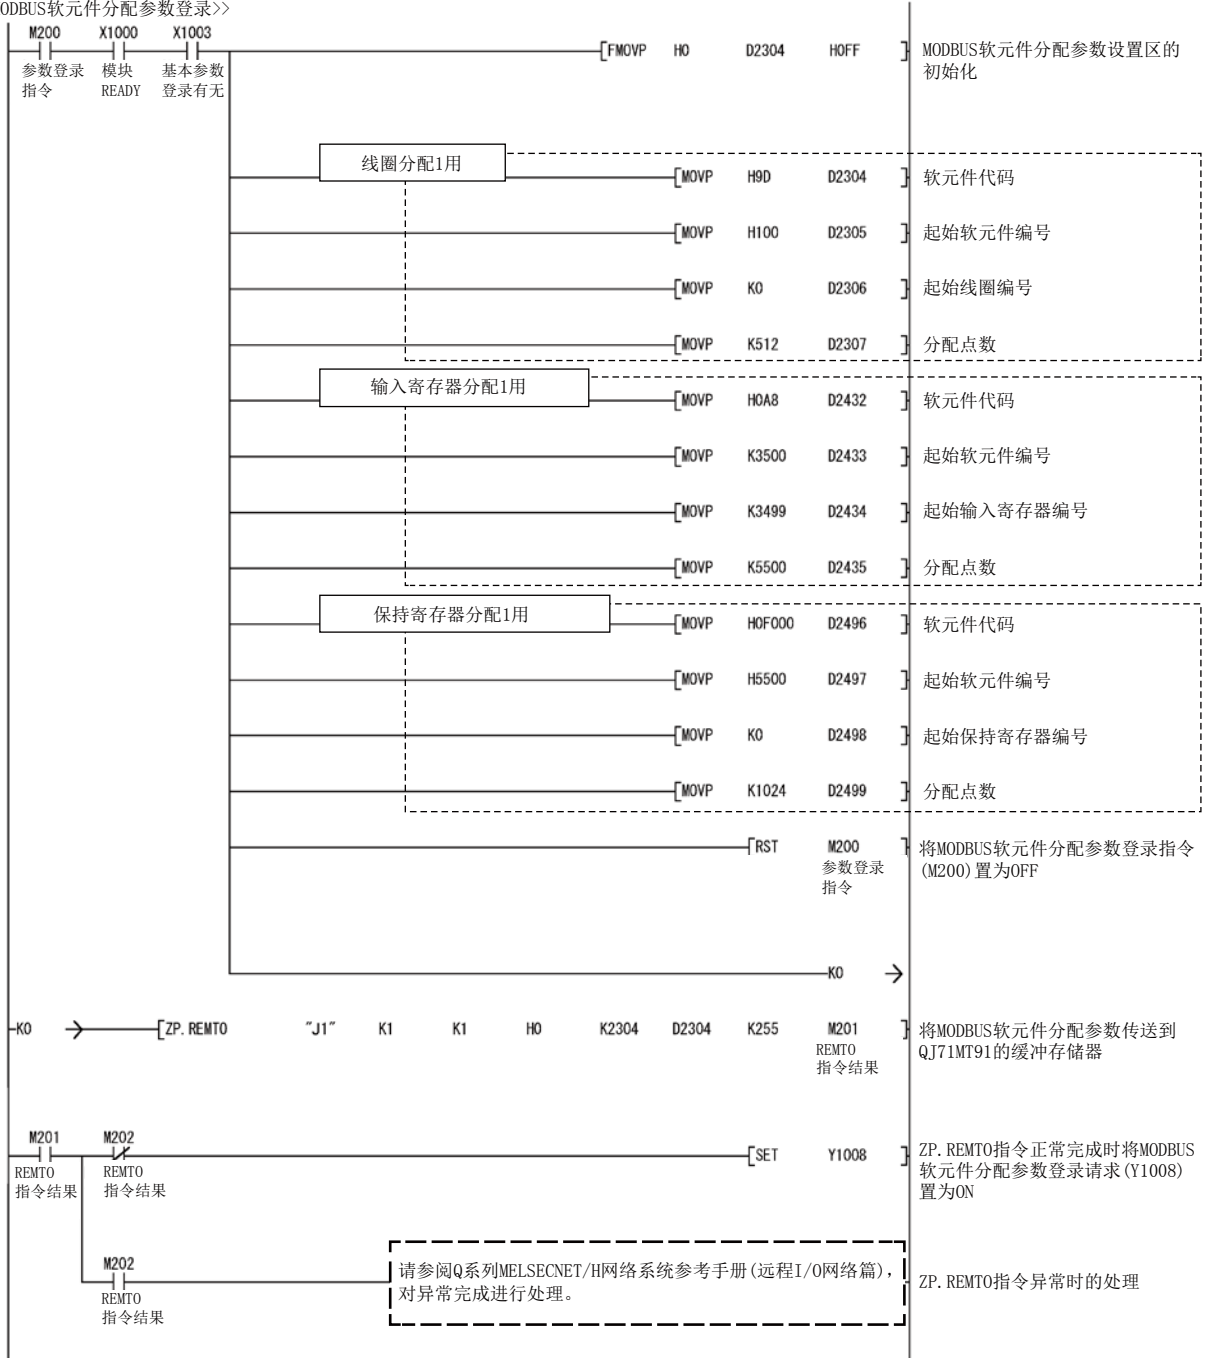 ODBUS软元件分配参数登录>>
M200 X1000 X1003
[FMOVP H0 D2304 H0FF ] MODBUS软元件分配参数设置区的
初始化
参数登录 模块 基本参数
指令 READY 登录有无
线圈分配1用
[MOVP H9D D2304 ] 软元件代码
[MOVP H100 D2305 ] 起始软元件编号
[MOVP K0 D2306 ] 起始线圈编号
[MOVP K512 D2307 ] 分配点数
输入寄存器分配1用
[MOVP H0A8 D2432 ] 软元件代码
[MOVP K3500 D2433 ] 起始软元件编号
[MOVP K3499 D2434 ] 起始输入寄存器编号
[MOVP K5500 D2435 ] 分配点数
保持寄存器分配1用
[MOVP H0F000 D2496 ] 软元件代码
[MOVP H5500 D2497 ] 起始软元件编号
[MOVP K0 D2498 ] 起始保持寄存器编号
[MOVP K1024 D2499 ] 分配点数
[RST M200 ] 将MODBUS软元件分配参数登录指令
(M200)置为OFF
参数登录
指令
K0
K0 [ZP.REMTO "J1" K1 K1 H0 K2304 D2304 K255 M201 ] 将MODBUS软元件分配参数传送到
QJ71MT91的缓冲存储器
REMTO
指令结果
M201 M202
[SET Y1008 ] ZP.REMTO指令正常完成时将MODBUS
软元件分配参数登录请求(Y1008)
置为ON
REMTO REMTO
指令结果 指令结果
M202
REMTO
指令结果
请参阅Q系列MELSECNET/H网络系统参考手册(远程I/O网络篇),
对异常完成进行处理。
ZP.REMTO指令异常时的处理